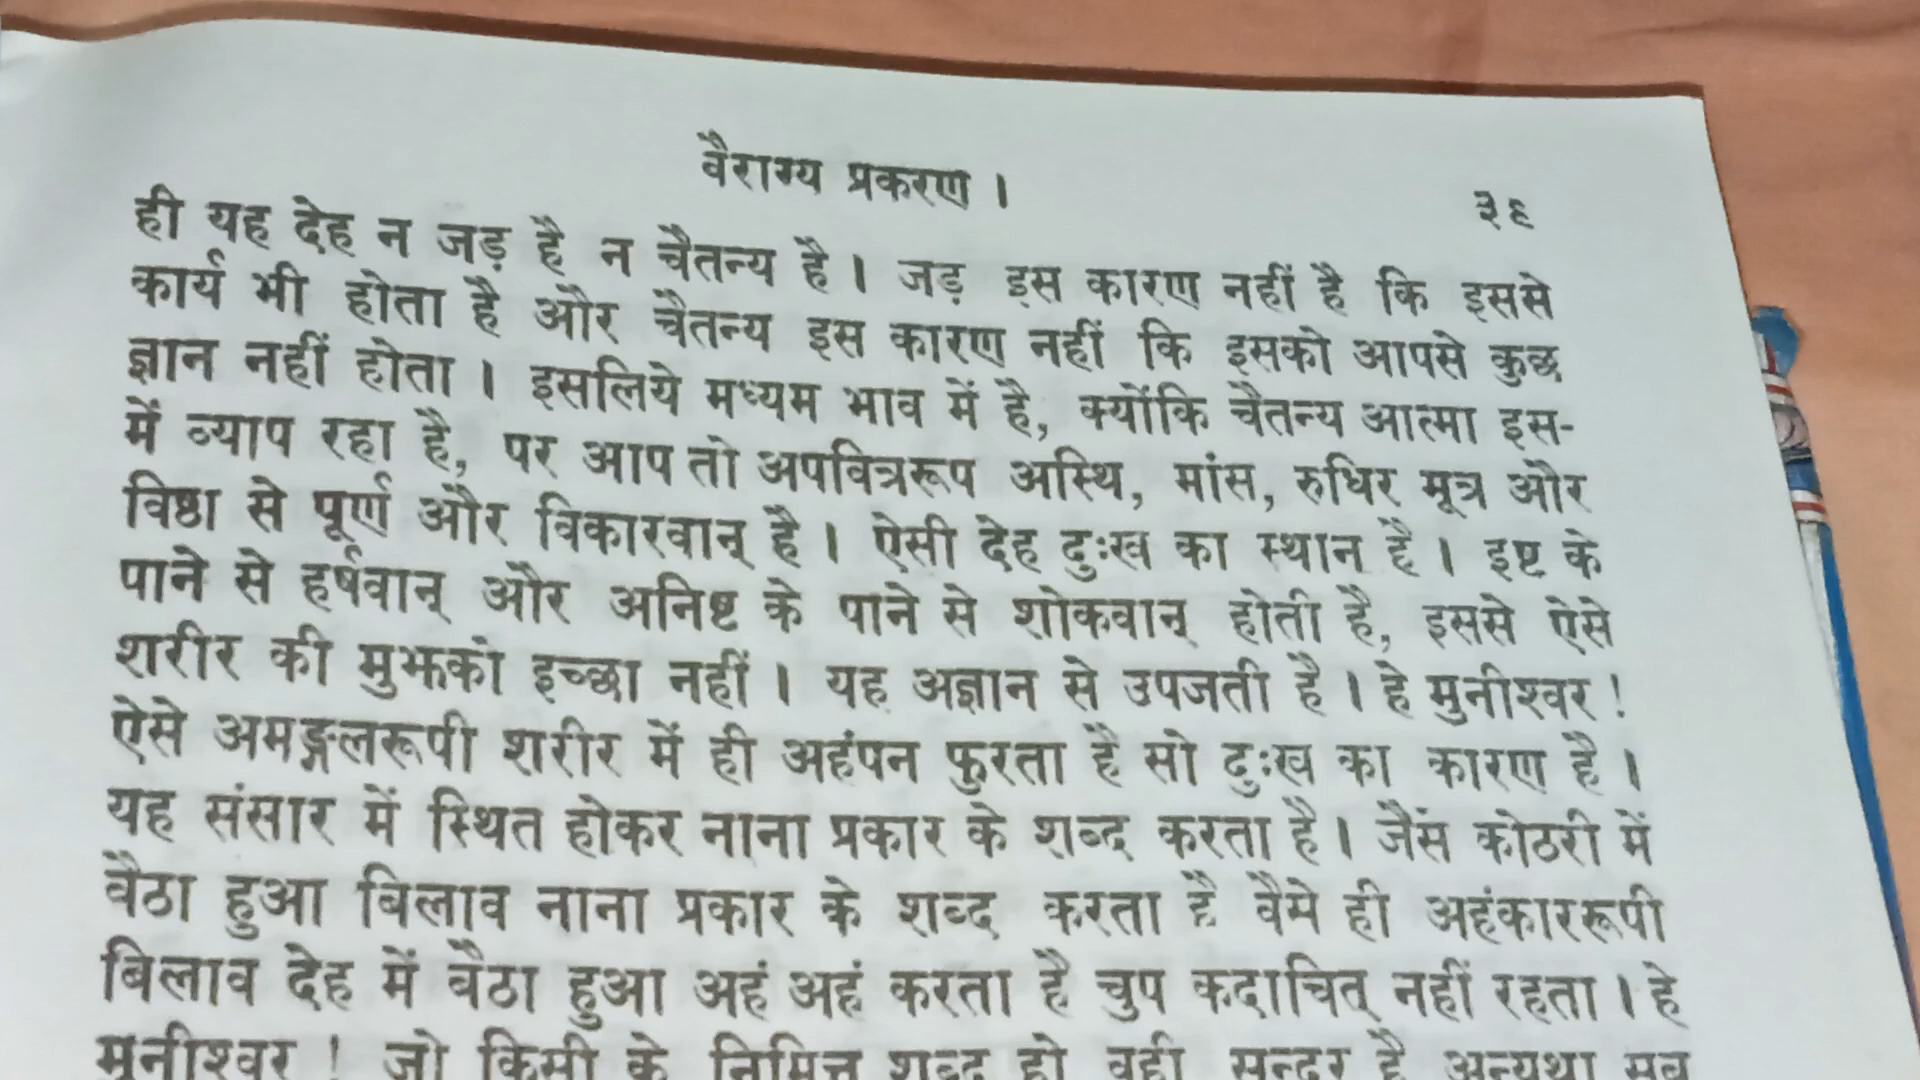 वैराग्य प्रकरण ।
३९
ही यह देह न जड़ है न चैतन्य है । जड़ इस कारण नहीं है कि इससे
कार्य भी होता है और चैतन्य इस कारण नहीं कि इसको आपसे कुछ
ज्ञान नहीं होता । इसलिये मध्यम भाव में है, क्योंकि चैतन्य आत्मा इस-
में व्याप रहा है, पर आप तो अपवित्ररूप अस्थि, मांस, रुधिर मूत्र और
विष्ठा से पूर्ण और विकारवान् है । ऐसी देह दुःख का स्थान है । इष्ट के
पाने से हर्षवान् और अनिष्ट के पाने से शोकवान् होती है, इससे ऐसे
शरीर की मुझको इच्छा नहीं । यह अज्ञान से उपजती है । हे मुनीश्वर !
ऐसे अमङ्गलरूपी शरीर में ही अहंपन फुरता है सो दुःख का कारण है ।
यह संसार में स्थित होकर नाना प्रकार के शब्द करता है । जैसे कोठरी में
बैठा हुआ बिलाव नाना प्रकार के शब्द करता है वैसे ही अहंकाररूपी
बिलाव देह में बैठा हुआ अहं अहं करता है चुप कदाचित् नहीं रहता । हे
मुनीश्वर ! जो किसी के निमित्त शब्द हो वही सुन्दर है अन्यथा सब